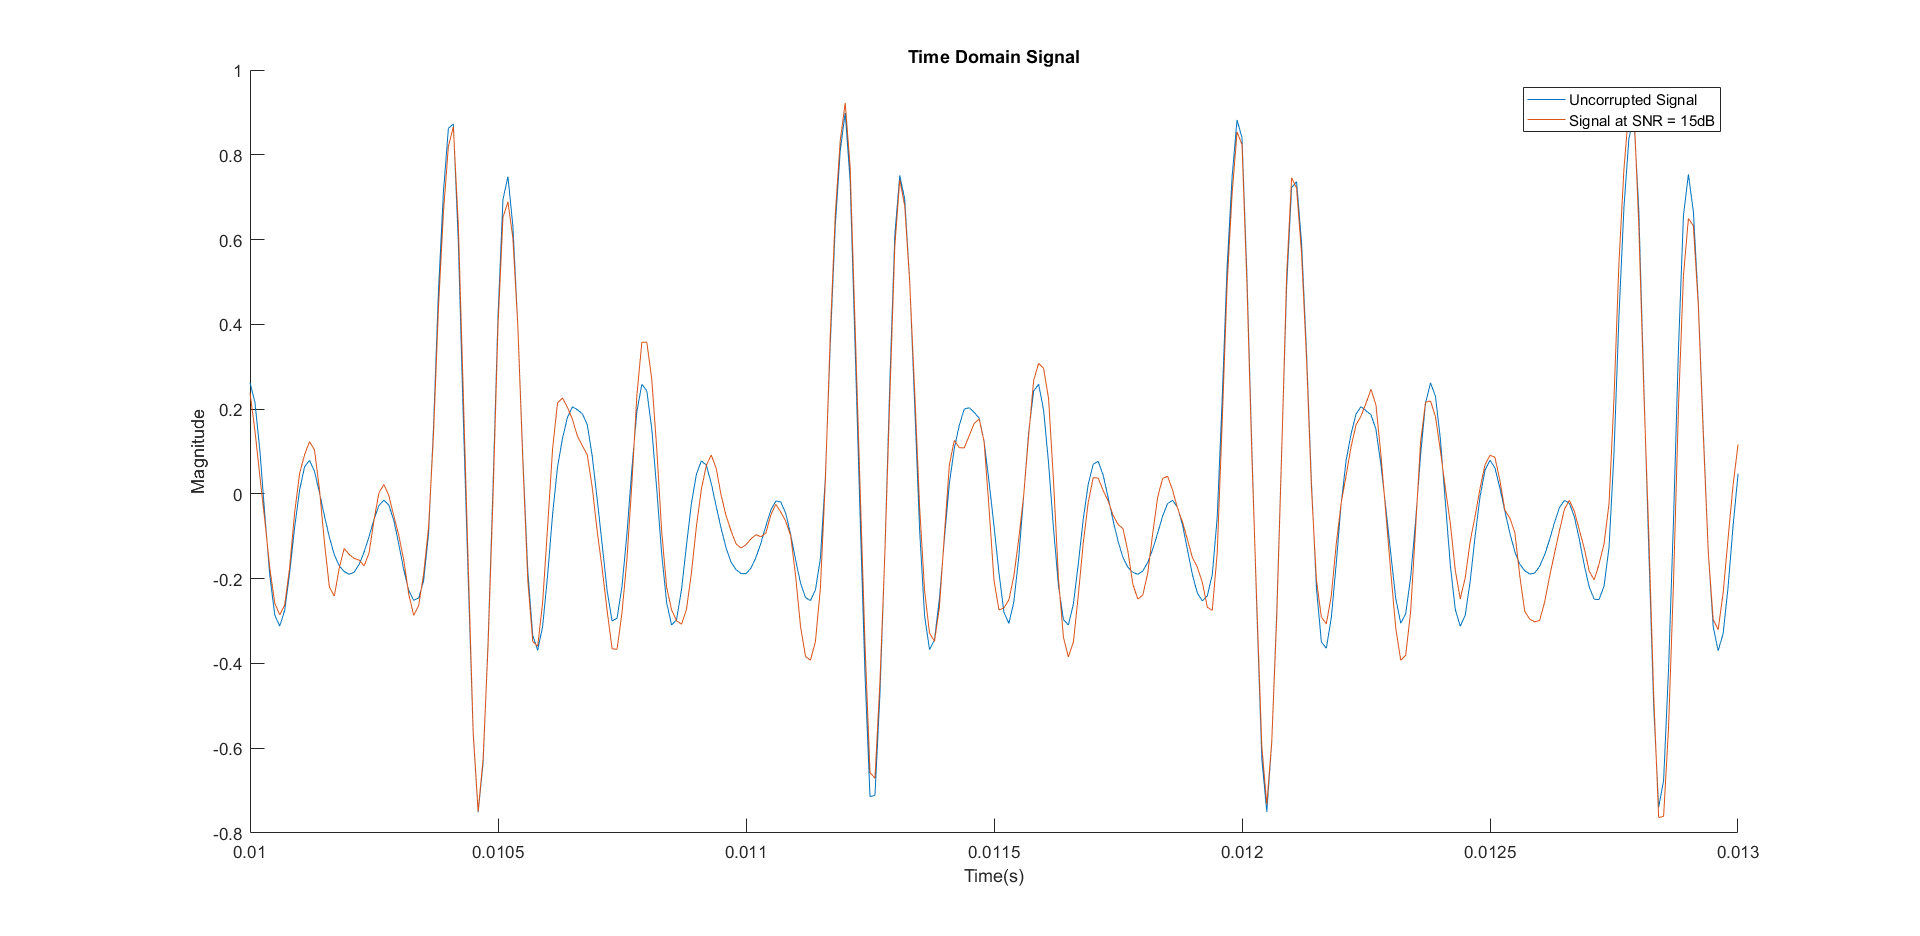 Time Domain Signal
1
Uncorrupted Signal
Signal at SNR = 15dB
0.8
0.6
0.4
0.2
Magnitude
0
-0.2
-0.4
-0.6
-0.8
0.01 0.0105 0.011 0.0115 0.012 0.0125 0.013
Time(s)